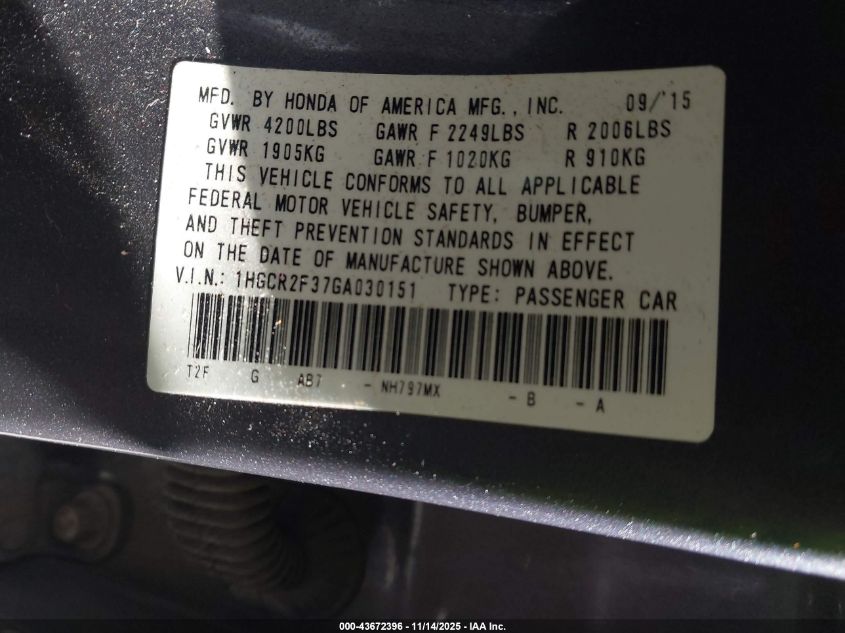 MFD. BY HONDA OF AMERICA MFG., INC. 09/'15
GVWR 4200LBS GAWR F 2249LBS R 2006LBS
GVWR 1905KG GAWR F 1020KG R 910KG
THIS VEHICLE CONFORMS TO ALL APPLICABLE
FEDERAL MOTOR VEHICLE SAFETY, BUMPER,
AND THEFT PREVENTION STANDARDS IN EFFECT
ON THE DATE OF MANUFACTURE SHOWN ABOVE.
V.I.N.: 1HGCR2F37GA030151 TYPE: PASSENGER CAR
T2F G AB7 - NH797MX - B - A
000-43672396 - 11/14/2025 - IAA Inc.